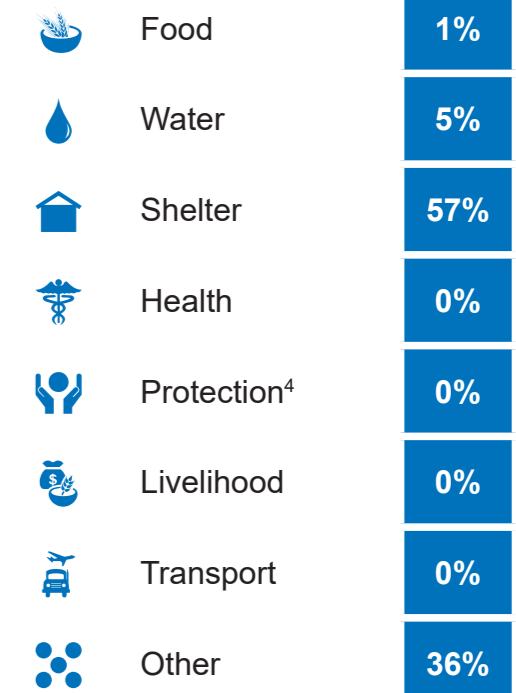 Food 1%
Water 5%
Shelter 57%
Health 0%
Protection⁴ 0%
Livelihood 0%
$
Transport 0%
Other 36%